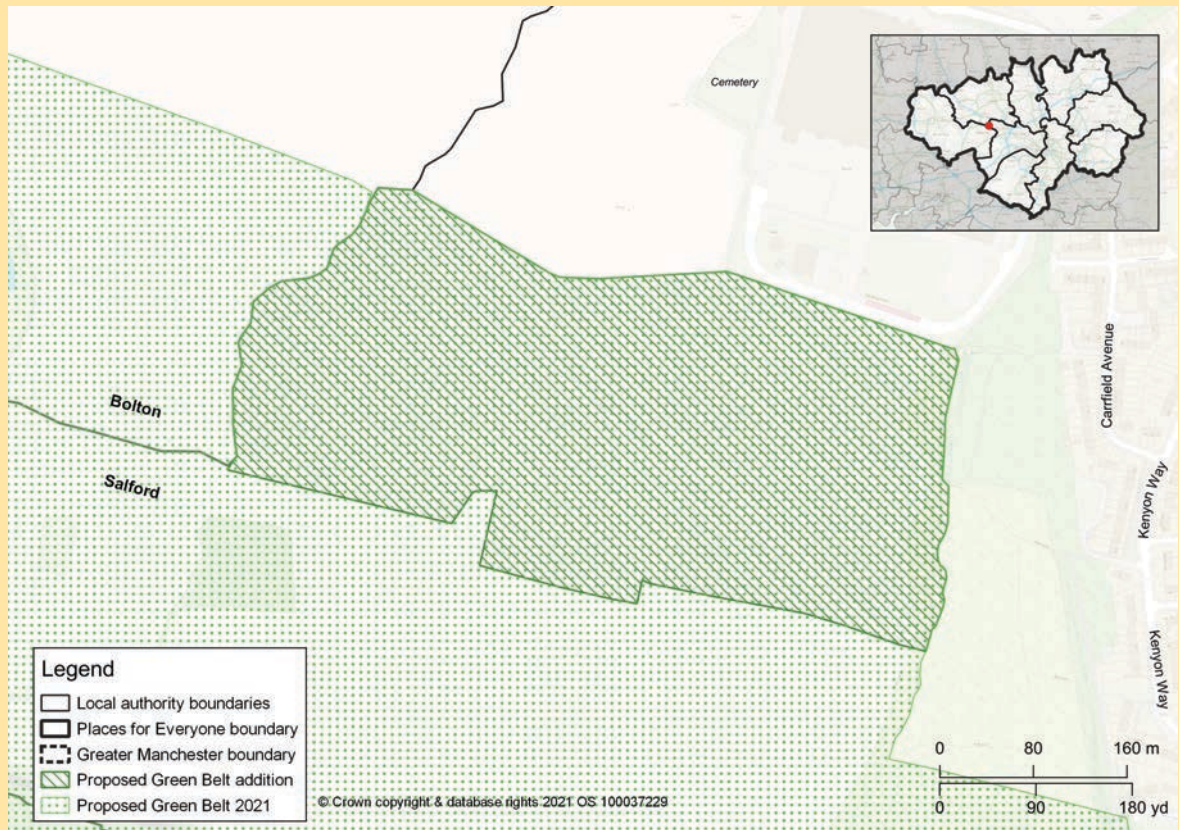 Cemetery
Carrfield Avenue
Kenyon Way
Kenyon Way
Bolton
Salford
Legend
Local authority boundaries
Places for Everyone boundary
Greater Manchester boundary
Proposed Green Belt addition
Proposed Green Belt 2021
© Crown copyright & database rights 2021 OS 100037229
0 80 160 m
0 90 180 yd